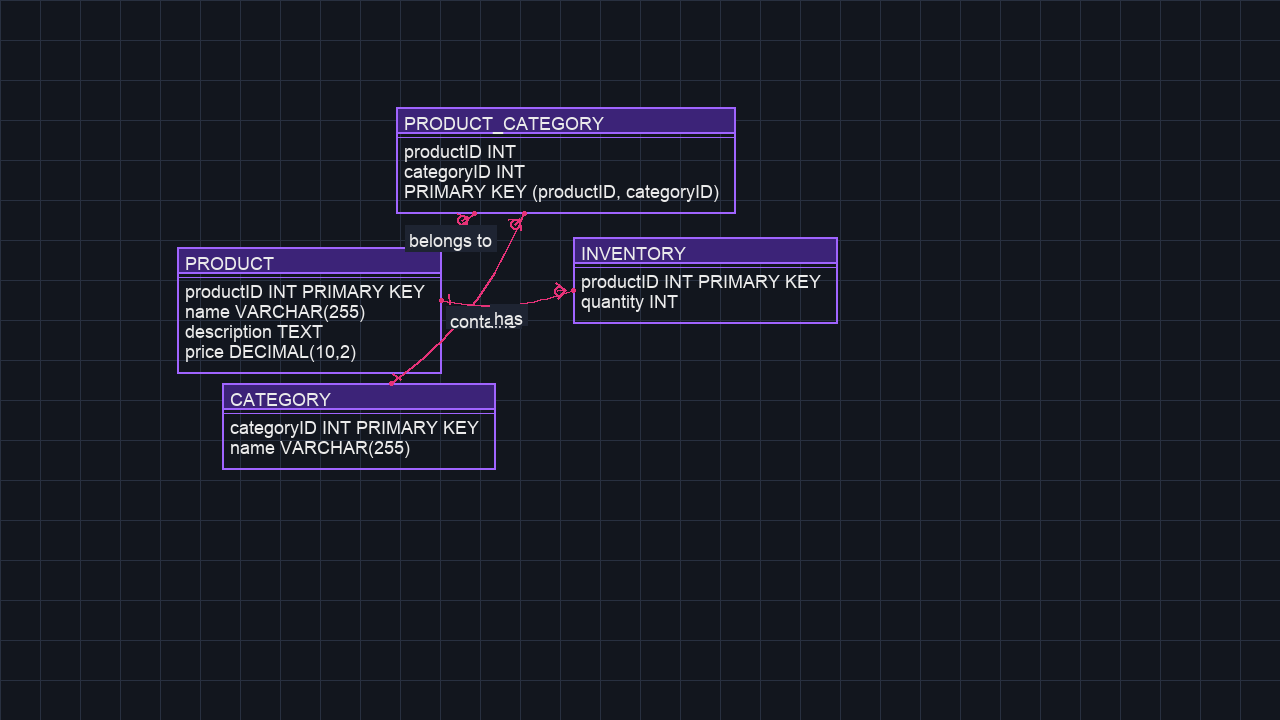 PRODUCT_CATEGORY
productID INT
categoryID INT
PRIMARY KEY (productID, categoryID)
belongs to
PRODUCT
productID INT PRIMARY KEY
name VARCHAR(255)
description TEXT
price DECIMAL(10,2)
INVENTORY
productID INT PRIMARY KEY
quantity INT
has
CATEGORY
categoryID INT PRIMARY KEY
name VARCHAR(255)